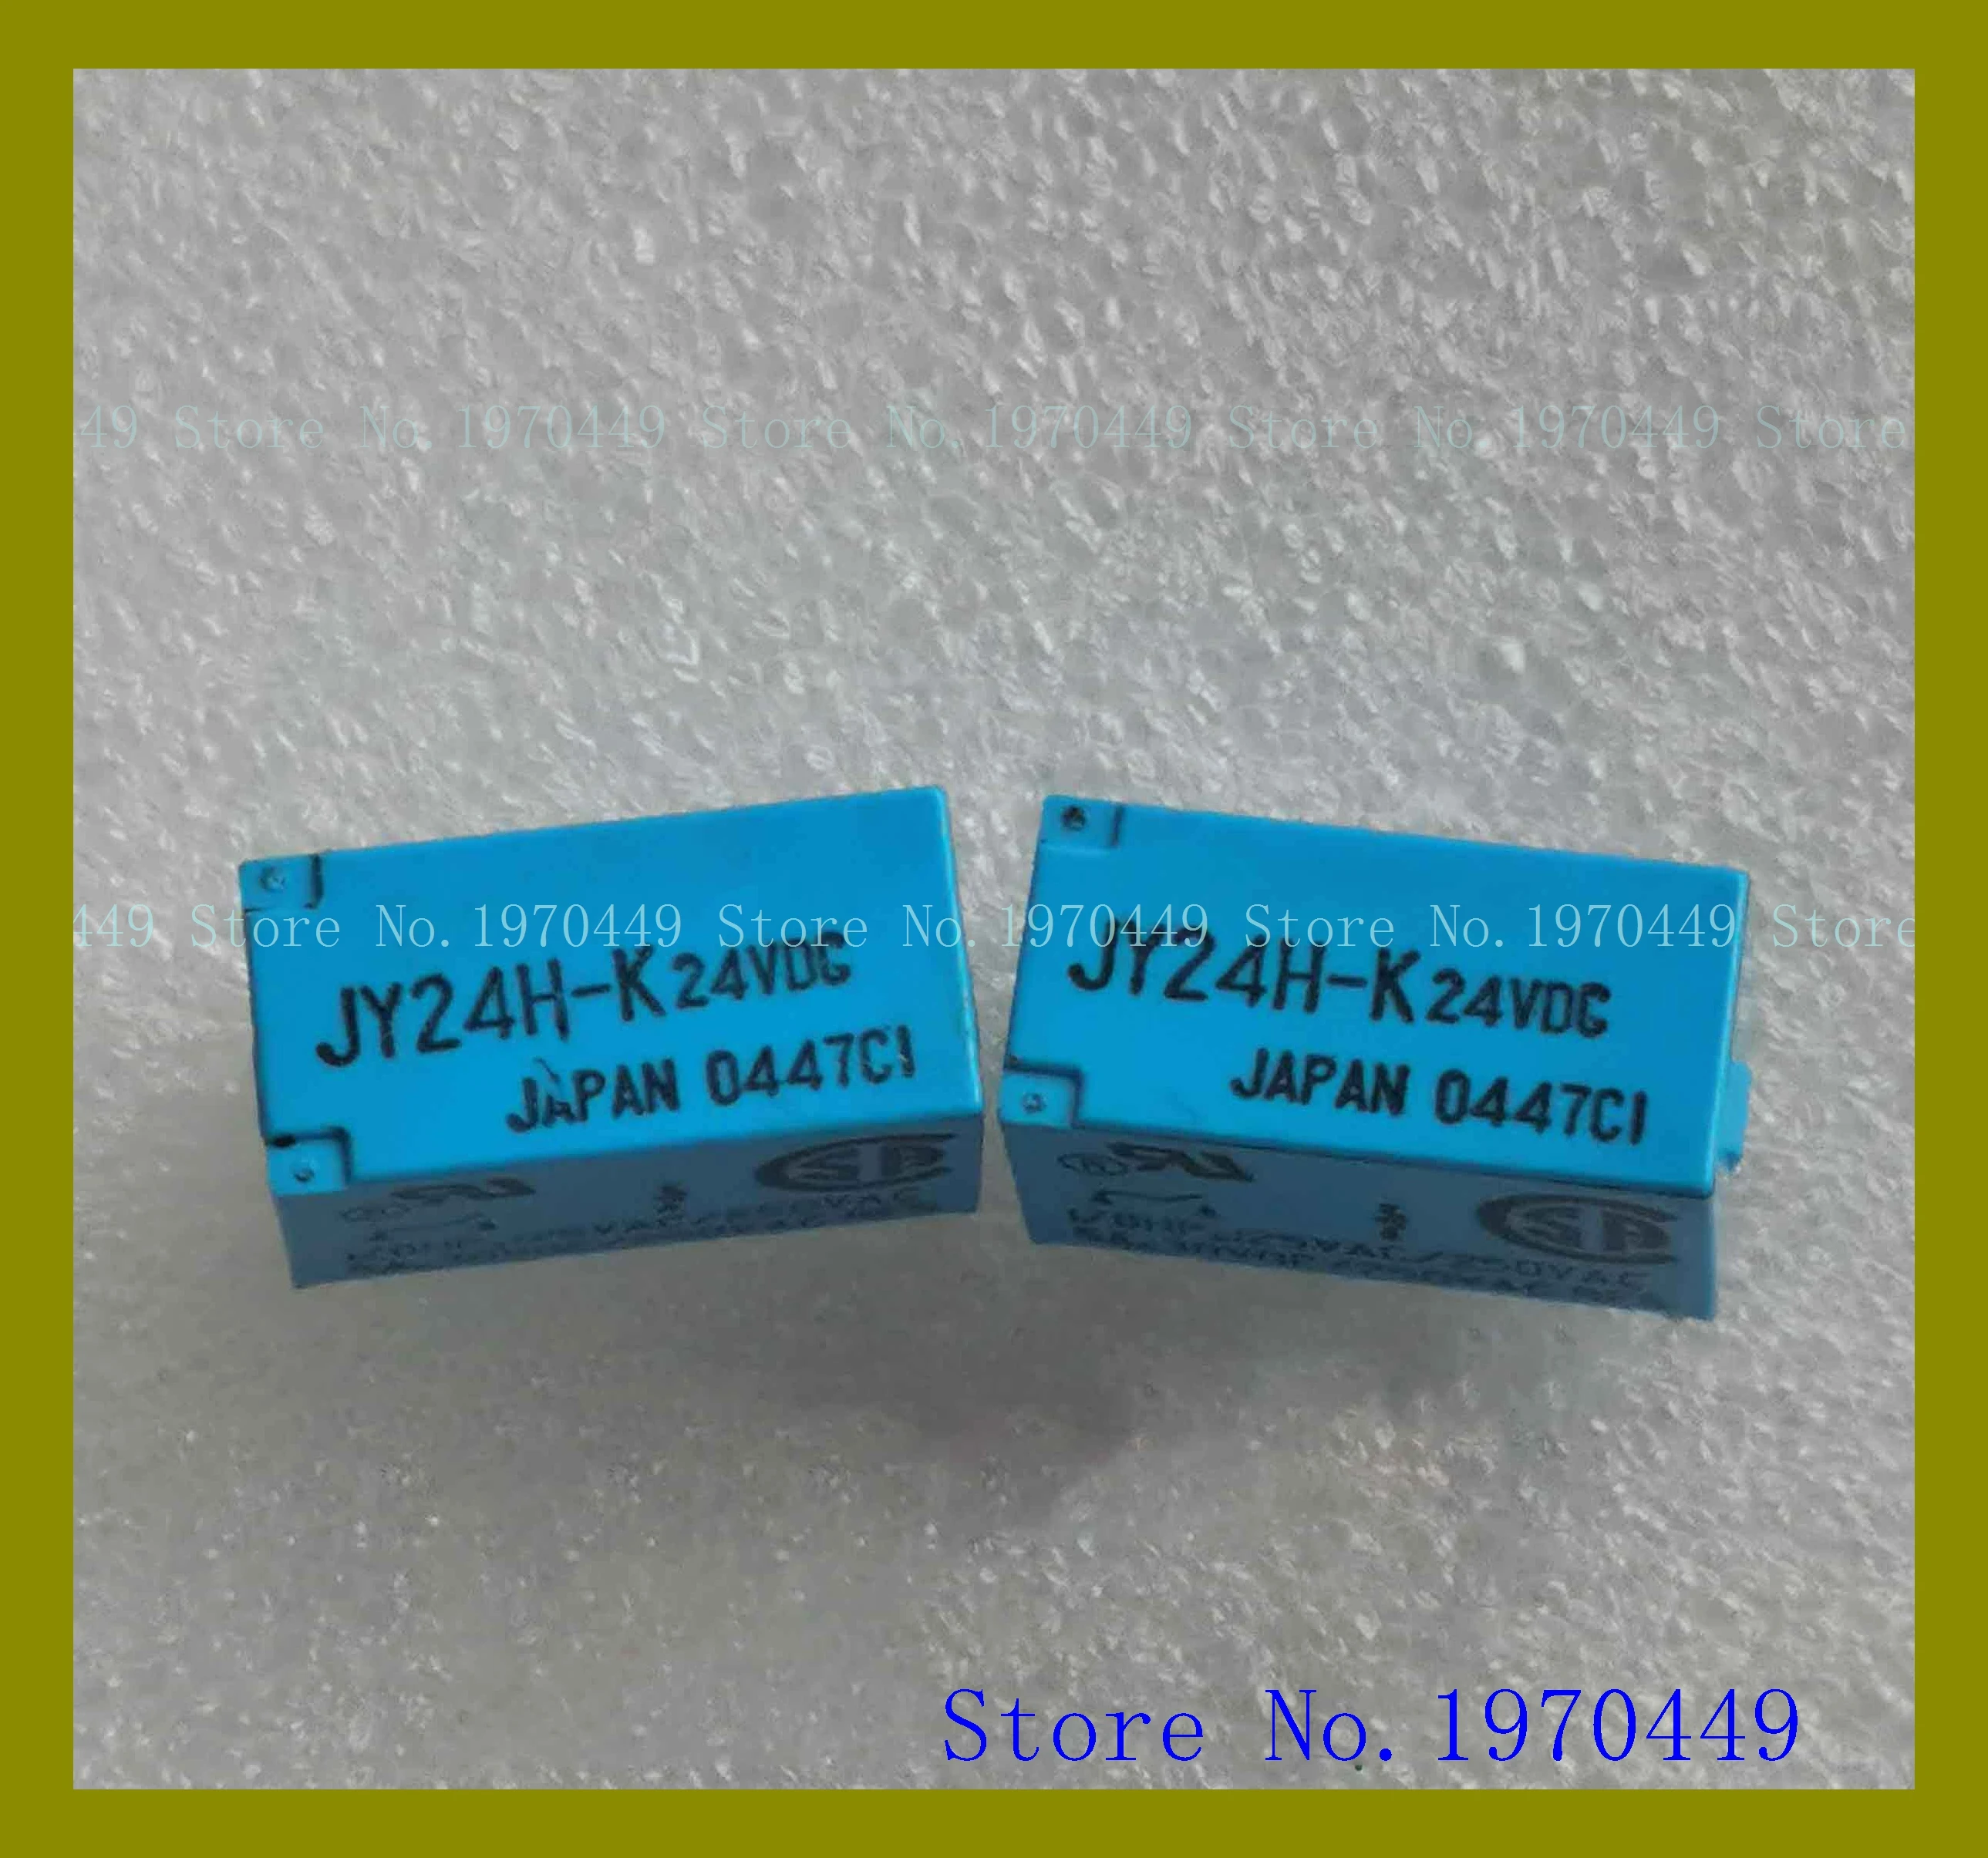 49 Store No.1970449 Store No.1970449 Store No.1970449 Store
449 Store No.1970449 Store No.1970449 Store No.1970449 Store
JY24H-K 24VDC
JAPAN 0447C1
JY24H-K 24VDC
JAPAN 0447C1
Store No.1970449